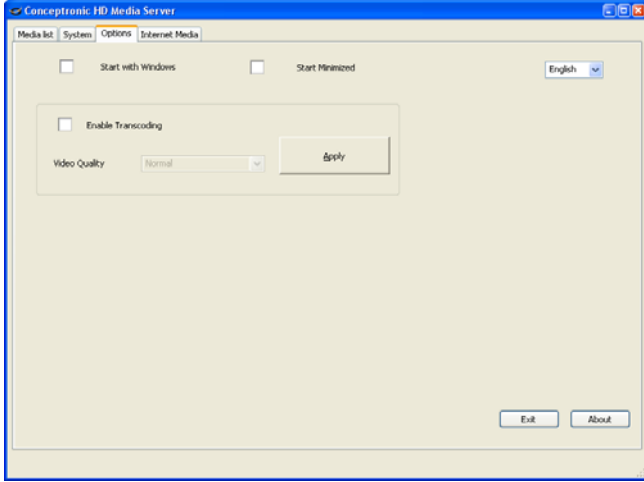 Conceptronic HD Media Server
Media list System Options Internet Media
Start with Windows Start Minimized English
Enable Transcoding
Video Quality Normal Apply
Exit About